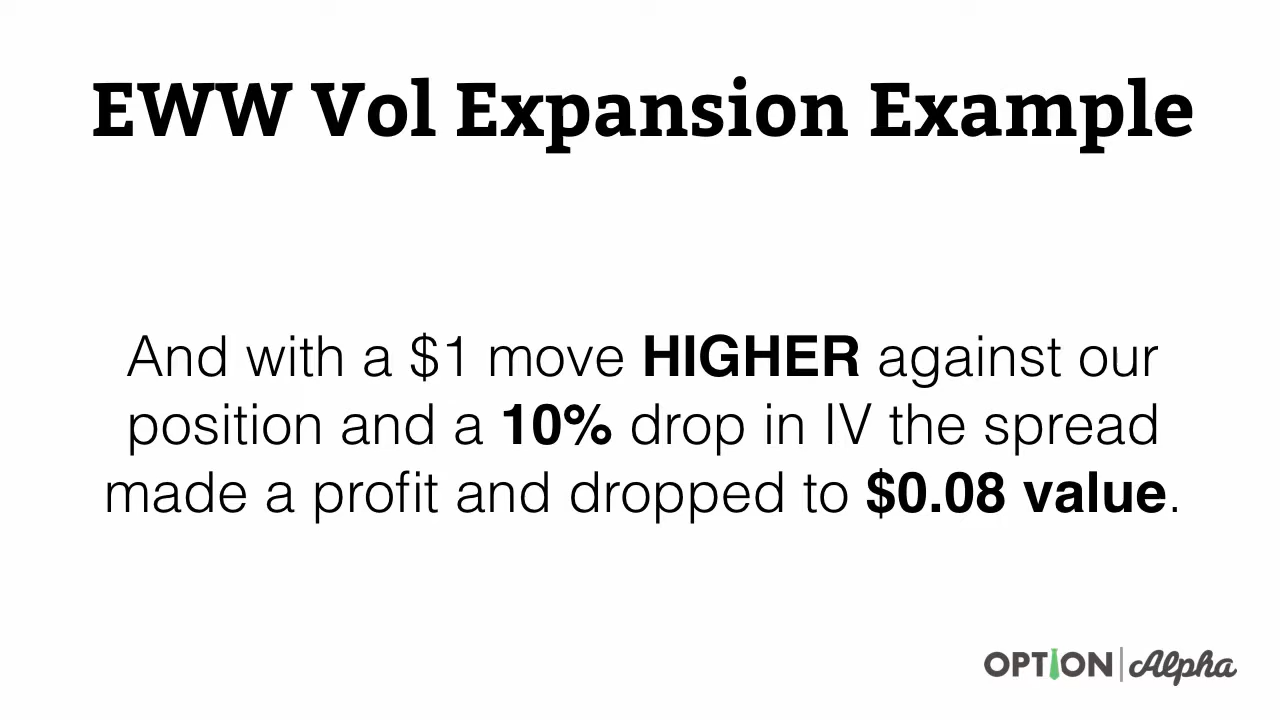 EWW Vol Expansion Example
And with a $1 move HIGHER against our
position and a 10% drop in IV the spread
made a profit and dropped to $0.08 value.
OPTION | Alpha